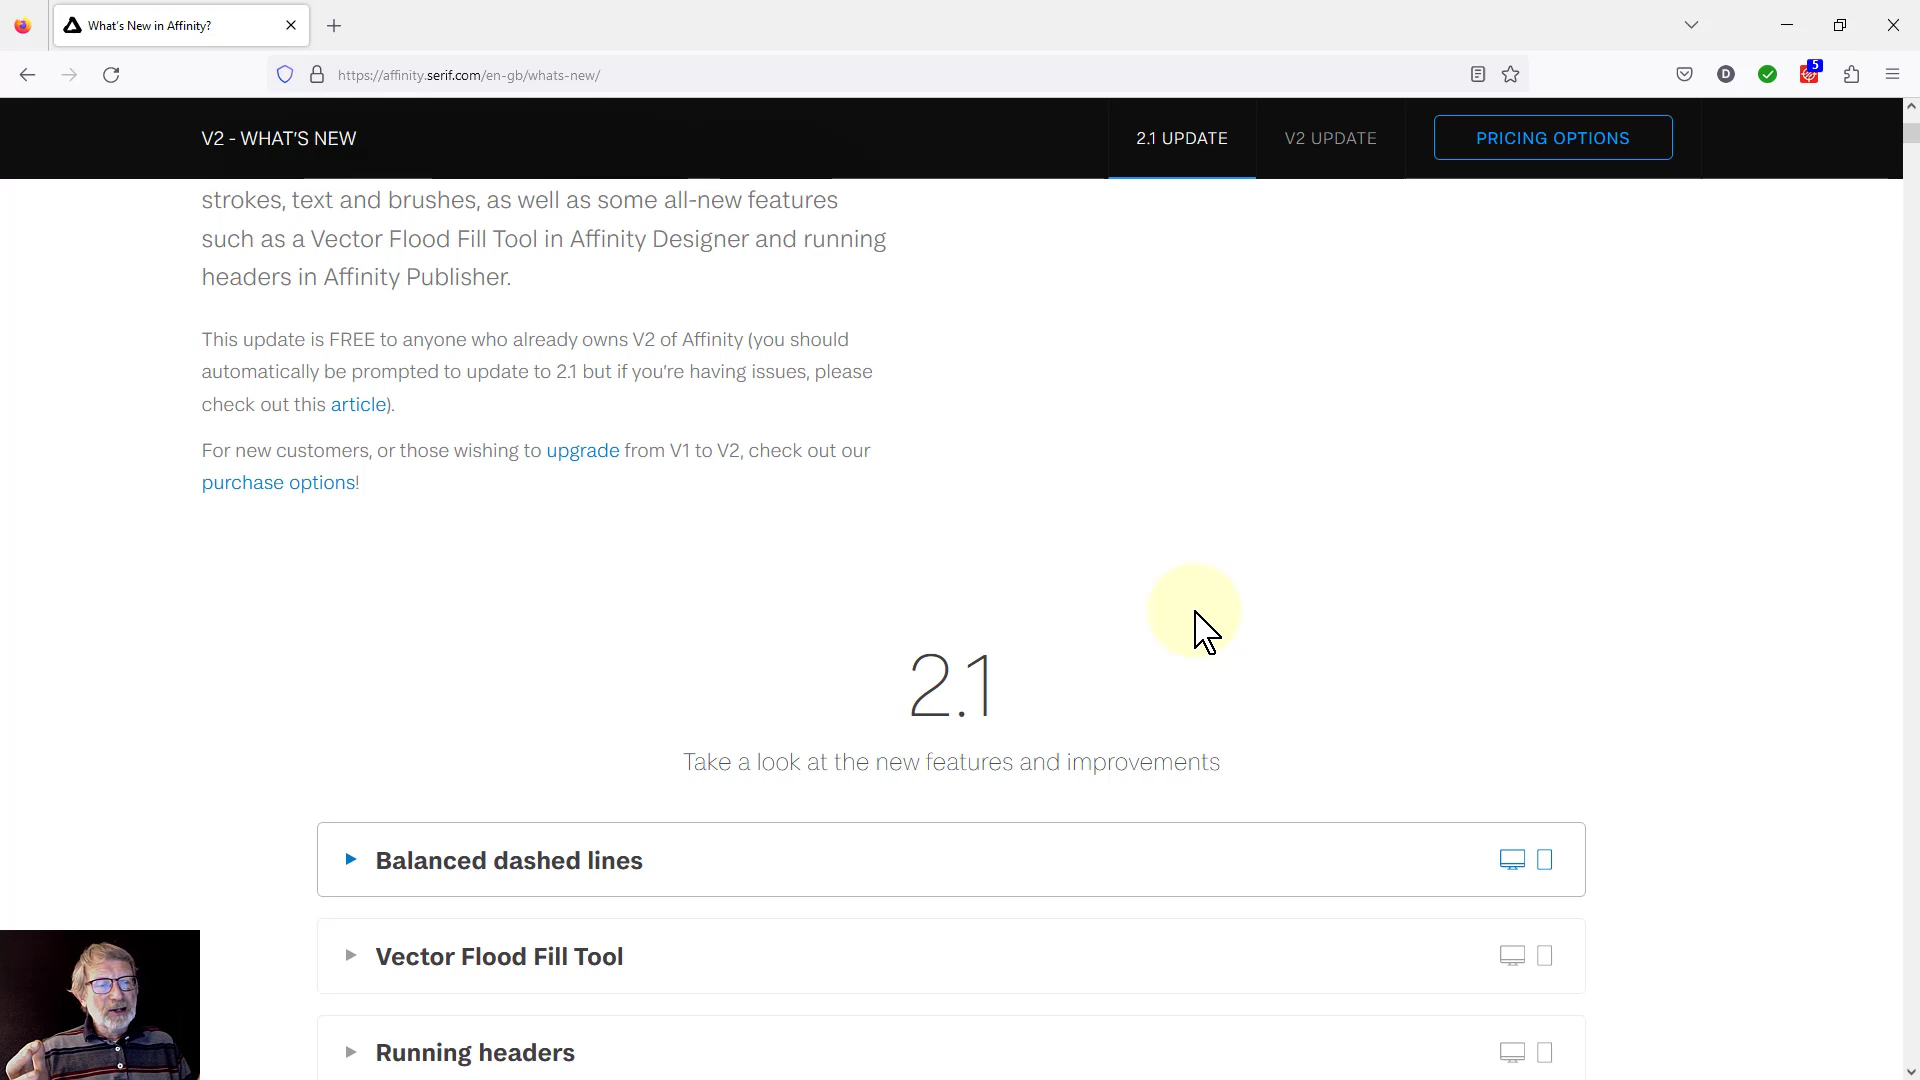 What's New in Affinity?
https://affinity.serif.com/en-gb/whats-new/
D
5
V2 - WHAT'S NEW
2.1 UPDATE
V2 UPDATE
PRICING OPTIONS
strokes, text and brushes, as well as some all-new features
such as a Vector Flood Fill Tool in Affinity Designer and running
headers in Affinity Publisher.
This update is FREE to anyone who already owns V2 of Affinity (you should
automatically be prompted to update to 2.1 but if you're having issues, please
check out this article).
For new customers, or those wishing to upgrade from V1 to V2, check out our
purchase options!
2.1
Take a look at the new features and improvements
Balanced dashed lines
Vector Flood Fill Tool
Running headers